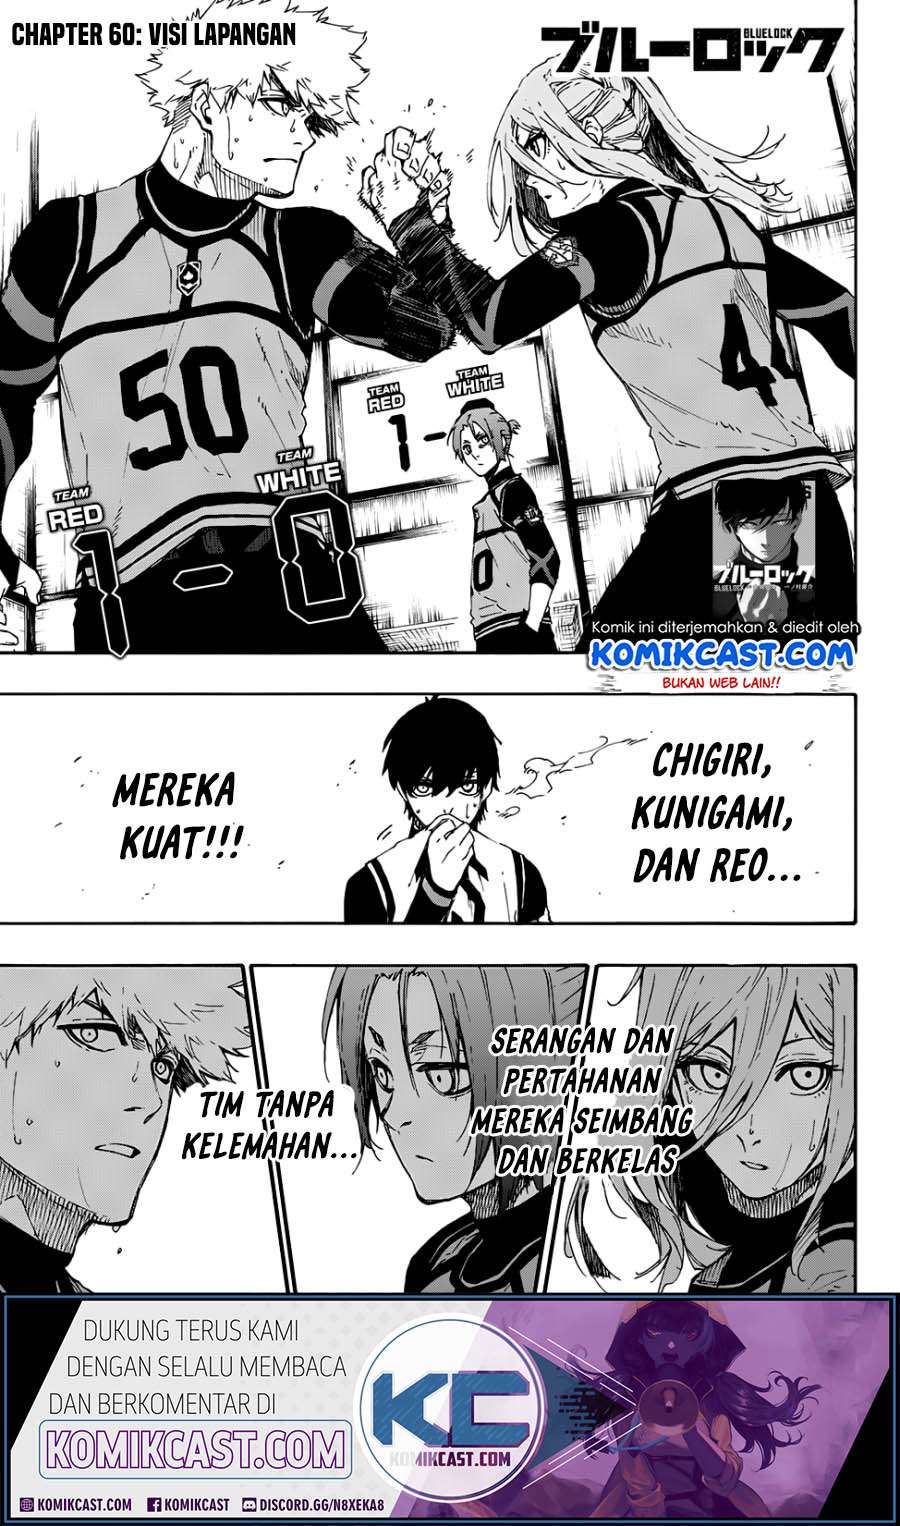 CHAPTER 60: VISI LAPANGAN
BLUELOCK
ブルーロック
50
44
TEAM
RED
TEAM
WHITE
1 -
TEAM
RED
TEAM
WHITE
1 - 0
0
ブルーロック
BLUELOCK
Komik ini diterjemahkan & diedit oleh
KOMIKCAST.COM
BUKAN WEB LAIN!!
CHIGIRI,
KUNIGAMI,
DAN REO...
MEREKA
KUAT!!!
SERANGAN DAN
PERTAHANAN
MEREKA SEIMBANG
DAN BERKELAS
TIM TANPA
KELEMAHAN...
DUKUNG TERUS KAMI
DENGAN SELALU MEMBACA
DAN BERKOMENTAR DI
KOMIKCAST.COM
KC
KOMIKCAST.COM
KOMIKCAST.COM
KOMIKCAST
DISCORD.GG/N8XEKA8